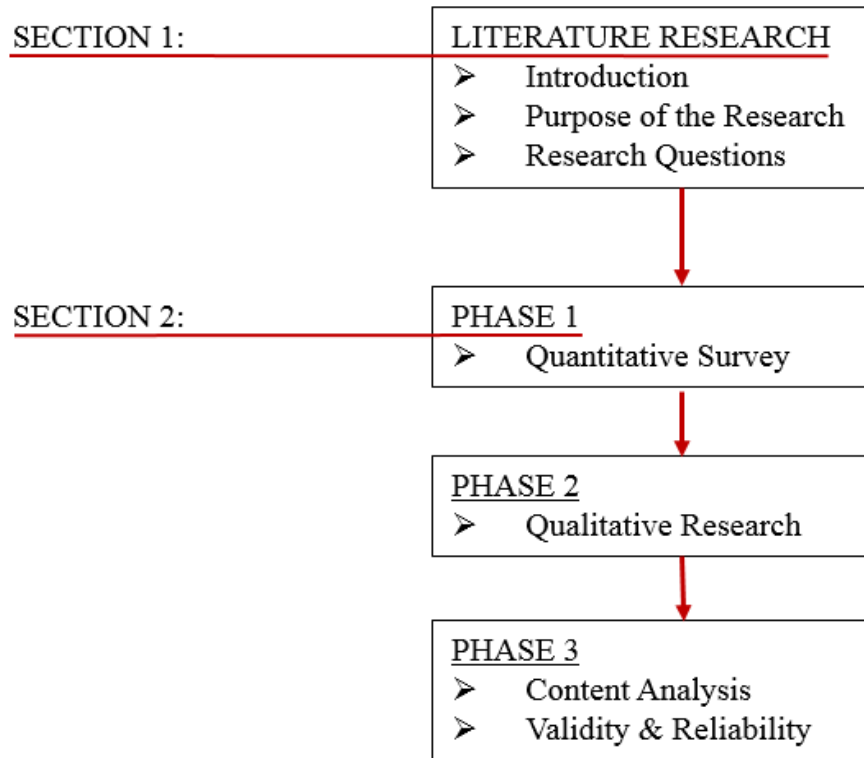 SECTION 1: LITERATURE RESEARCH
➢ Introduction
➢ Purpose of the Research
➢ Research Questions
SECTION 2: PHASE 1
➢ Quantitative Survey
PHASE 2
➢ Qualitative Research
PHASE 3
➢ Content Analysis
➢ Validity & Reliability